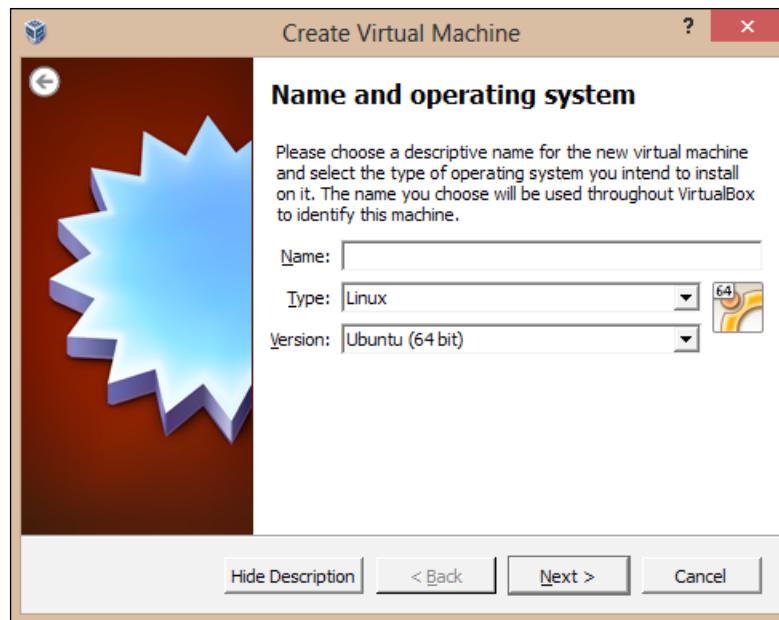 Create Virtual Machine
?
Name and operating system
Please choose a descriptive name for the new virtual machine
and select the type of operating system you intend to install
on it. The name you choose will be used throughout VirtualBox
to identify this machine.
Name:
Type: Linux
64
Version: Ubuntu (64 bit)
Hide Description < Back Next > Cancel